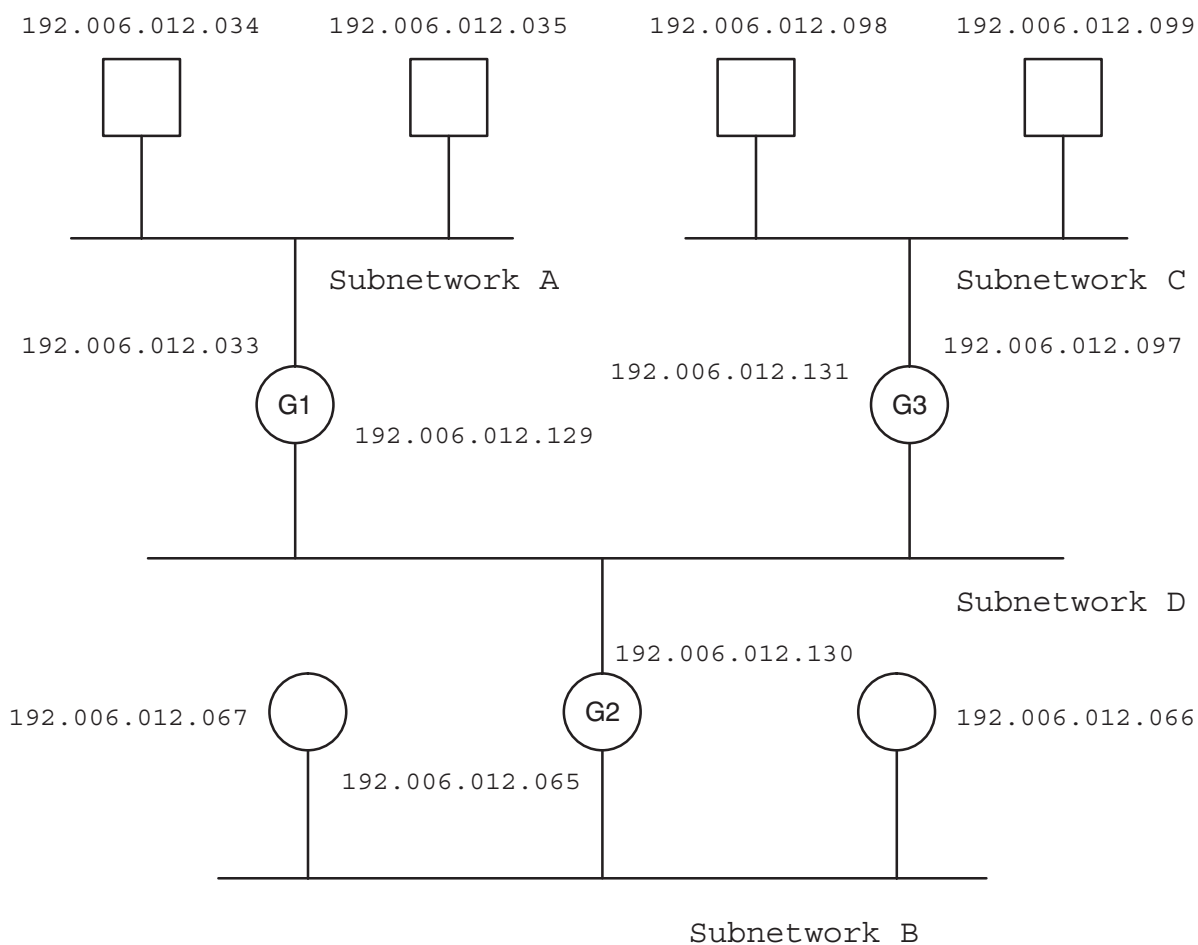 192.006.012.034
192.006.012.035
192.006.012.098
192.006.012.099
Subnetwork A
Subnetwork C
192.006.012.033
192.006.012.097
192.006.012.131
G1
G3
192.006.012.129
Subnetwork D
192.006.012.130
192.006.012.067
G2
192.006.012.066
192.006.012.065
Subnetwork B